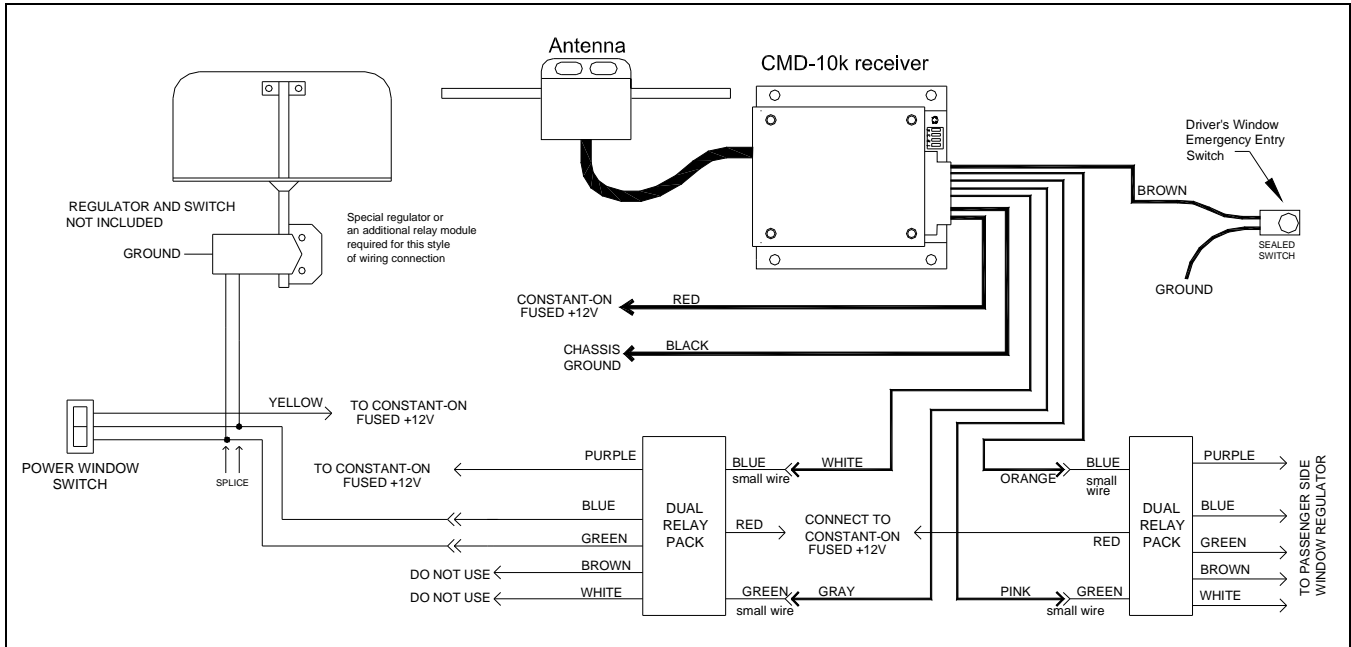 Antenna
CMD-10k receiver
Driver's Window
Emergency Entry
Switch
BROWN
SEALED
SWITCH
GROUND
REGULATOR AND SWITCH
NOT INCLUDED
GROUND
Special regulator or
an additional relay module
required for this style
of wiring connection
CONSTANT-ON
FUSED +12V
RED
CHASSIS
GROUND
BLACK
YELLOW
TO CONSTANT-ON
FUSED +12V
POWER WINDOW
SWITCH
SPLICE
TO CONSTANT-ON
FUSED +12V
PURPLE
BLUE
GREEN
BROWN
DO NOT USE
WHITE
DO NOT USE
DUAL
RELAY
PACK
BLUE
small wire
WHITE
RED
CONNECT TO
CONSTANT-ON
FUSED +12V
GREEN
small wire
GRAY
ORANGE
BLUE
small
wire
RED
PINK
GREEN
small wire
DUAL
RELAY
PACK
PURPLE
BLUE
GREEN
BROWN
WHITE
TO PASSENGER SIDE
WINDOW REGULATOR